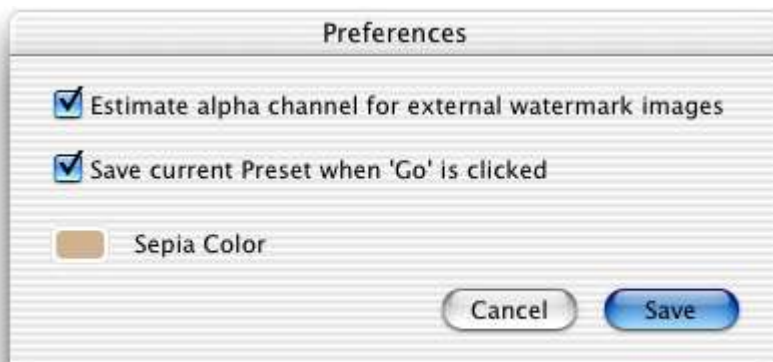 Preferences
Estimate alpha channel for external watermark images
Save current Preset when 'Go' is clicked
Sepia Color
Cancel Save